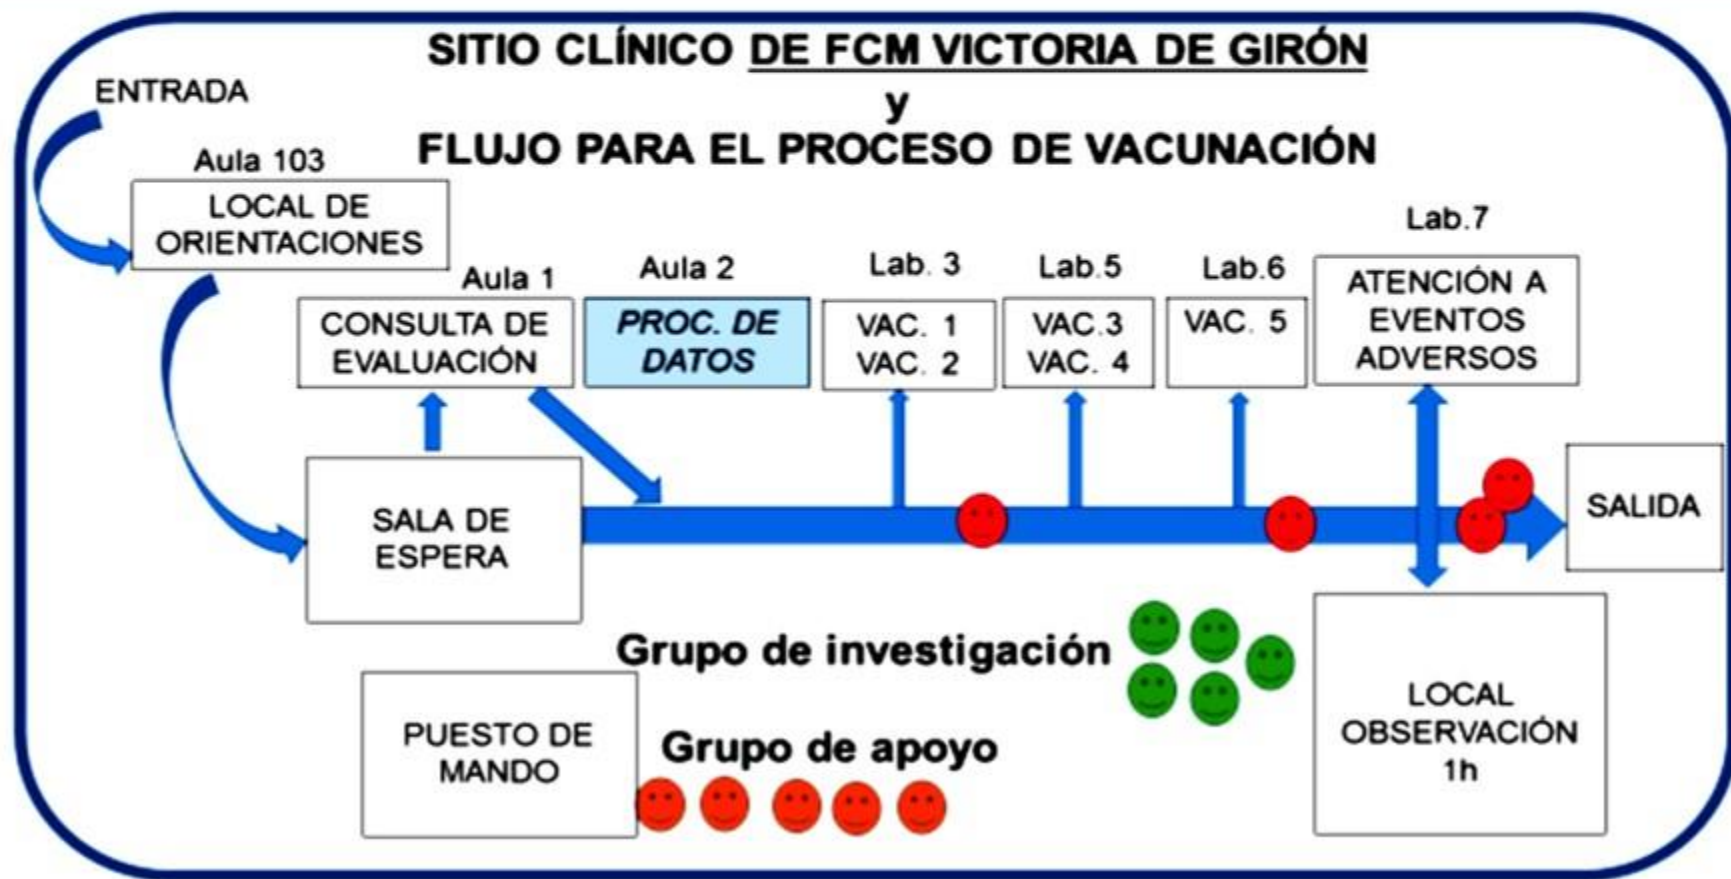 SITIO CLÍNICO DE FCM VICTORIA DE GIRÓN
y
FLUJO PARA EL PROCESO DE VACUNACIÓN
ENTRADA
Aula 103
LOCAL DE
ORIENTACIONES
Aula 1
CONSULTA DE
EVALUACIÓN
Aula 2
PROC. DE
DATOS
Lab. 3
VAC. 1
VAC. 2
Lab.5
VAC.3
VAC. 4
Lab.6
VAC. 5
Lab.7
ATENCIÓN A
EVENTOS
ADVERSOS
SALA DE
ESPERA
SALIDA
Grupo de investigación
PUESTO DE
MANDO
Grupo de apoyo
LOCAL
OBSERVACIÓN
1h